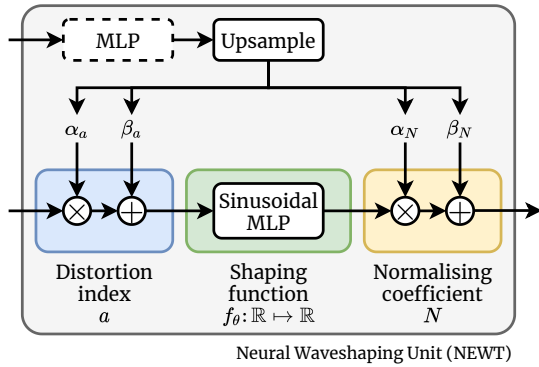 MLP
Upsample
α_a
β_a
α_N
β_N
×
+
Sinusoidal
MLP
×
+
Distortion
index
a
Shaping
function
f_θ: ℝ ↦ ℝ
Normalising
coefficient
N
Neural Waveshaping Unit (NEWT)